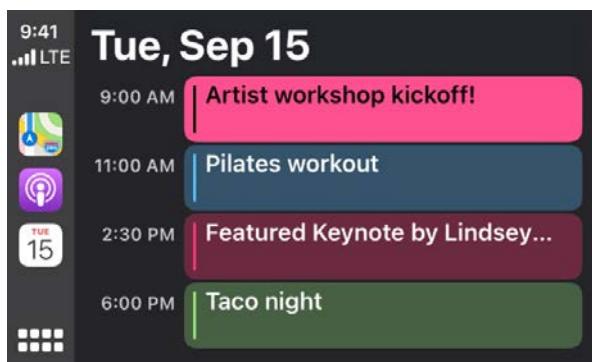 9:41
LTE
Tue, Sep 15
9:00 AM Artist workshop kickoff!
11:00 AM Pilates workout
TUE
15
2:30 PM Featured Keynote by Lindsey...
6:00 PM Taco night